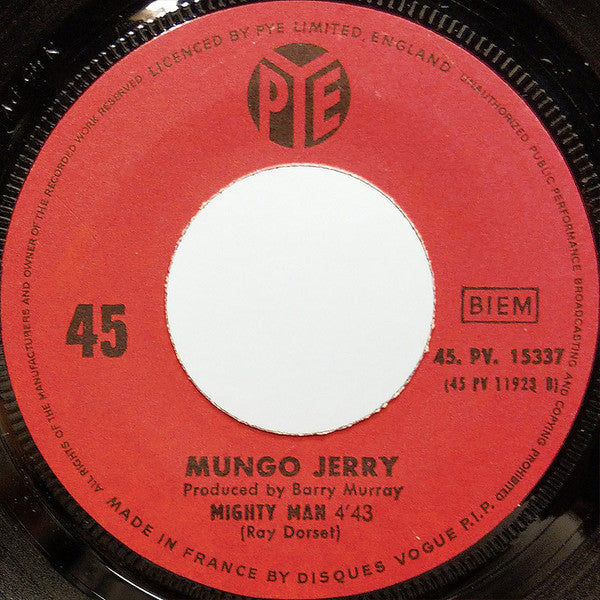 ALL RIGHTS OF THE MANUFACTURERS AND OWNER OF THE RECORDED WORK RESERVED LICENCED BY PYE LIMITED, ENGLAND UNAUTHORIZED PUBLIC PERFORMANCE BROADCASTING AND COPYING PROHIBITED
PYE
45
BIEM
45. PV. 15337
(45 PV 11923 B)
MUNGO JERRY
Produced by Barry Murray
MIGHTY MAN 4'43
(Ray Dorset)
MADE IN FRANCE BY DISQUES VOGUE P.I.P.